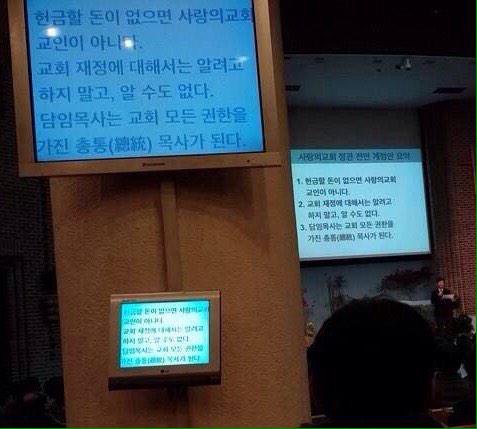 헌금할 돈이 없으면 사랑의교회
교인이 아니다.
교회 재정에 대해서는 알려고
하지 말고, 알 수도 없다.
담임목사는 교회 모든 권한을
가진 총통(總統) 목사가 된다.
사랑의교회 정관 전면 개정안 요약
1. 헌금할 돈이 없으면 사랑의교회
교인이 아니다.
2. 교회 재정에 대해서는 알려고
하지 말고, 알 수도 없다.
3. 담임목사는 교회 모든 권한을
가진 총통(總統) 목사가 된다.
헌금할 돈이 없으면 사랑의교회
교인이 아니다.
교회 재정에 대해서는 알려고
하지 말고, 알 수도 없다.
담임목사는 교회 모든 권한을
가진 총통(總統) 목사가 된다.